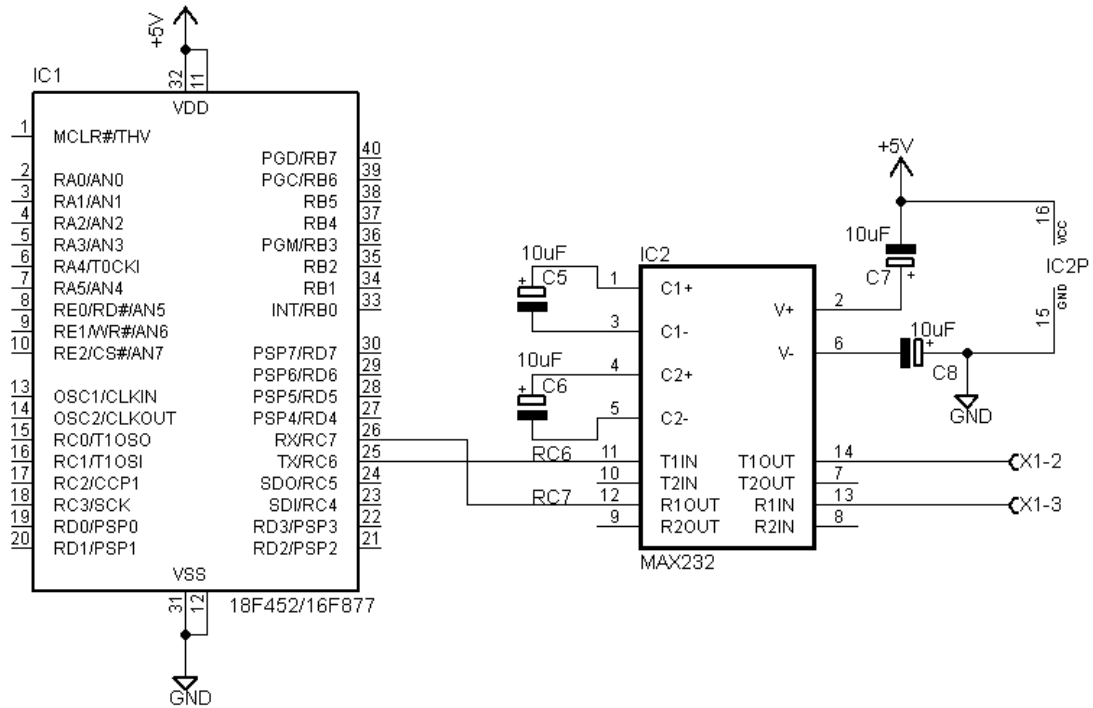 +5V
IC1
32
11
VDD
1
MCLR#/THV
PGD/RB7
40
2
RA0/AN0
PGC/RB6
39
3
RA1/AN1
RB5
38
4
RA2/AN2
RB4
37
5
RA3/AN3
PGM/RB3
36
6
RA4/T0CKI
RB2
35
7
RA5/AN4
RB1
34
8
RE0/RD#/AN5
INT/RB0
33
9
RE1/WR#/AN6
10
RE2/CS#/AN7
PSP7/RD7
30
PSP6/RD6
29
13
OSC1/CLKIN
PSP5/RD5
28
14
OSC2/CLKOUT
PSP4/RD4
27
15
RC0/T1OSO
RX/RC7
26
16
RC1/T1OSI
TX/RC6
25
17
RC2/CCP1
SDO/RC5
24
18
RC3/SCK
SDI/RC4
23
19
RD0/PSP0
RD3/PSP3
22
20
RD1/PSP1
RD2/PSP2
21
VSS
31
12
18F452/16F877
GND
10uF
+
C5
10uF
+
C6
RC6
RC7
IC2
1
C1+
3
C1-
4
C2+
5
C2-
11
T1IN
10
T2IN
12
R1OUT
9
R2OUT
V+
2
V-
6
T1OUT
14
T2OUT
7
R1IN
13
R2IN
8
MAX232
+5V
10uF
C7
+
10uF
+
C8
GND
16
VCC
IC2P
GND
15
X1-2
X1-3